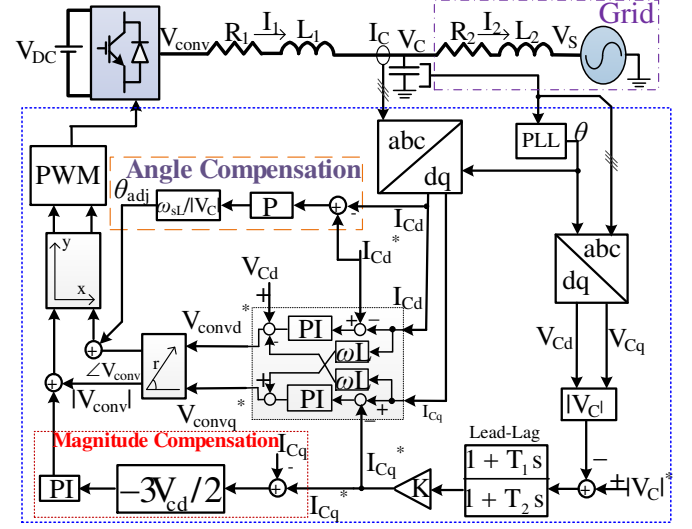 Grid
V_DC
V_conv
R_1
I_1
L_1
I_C
V_C
R_2
I_2
L_2
V_S
abc
dq
PLL
θ
PWM
Angle Compensation
θ_adj
ω_sL/|V_C|
P
+
-
I_Cd
I_Cd*
abc
dq
y
x
V_Cd
+
I_Cd
V_convd*
PI
+
−
-
ωL
ωL
V_Cd
V_Cq
+
∠V_conv
r
+
PI
+
−
|V_conv|
+
V_convq*
I_Cq
|V_C|
Magnitude Compensation
I_Cq
I_Cq*
Lead-Lag
−
PI
−3V_cd/2
-
+
I_Cq*
K
1 + T_1 s
1 + T_2 s
+
±|V_C|*